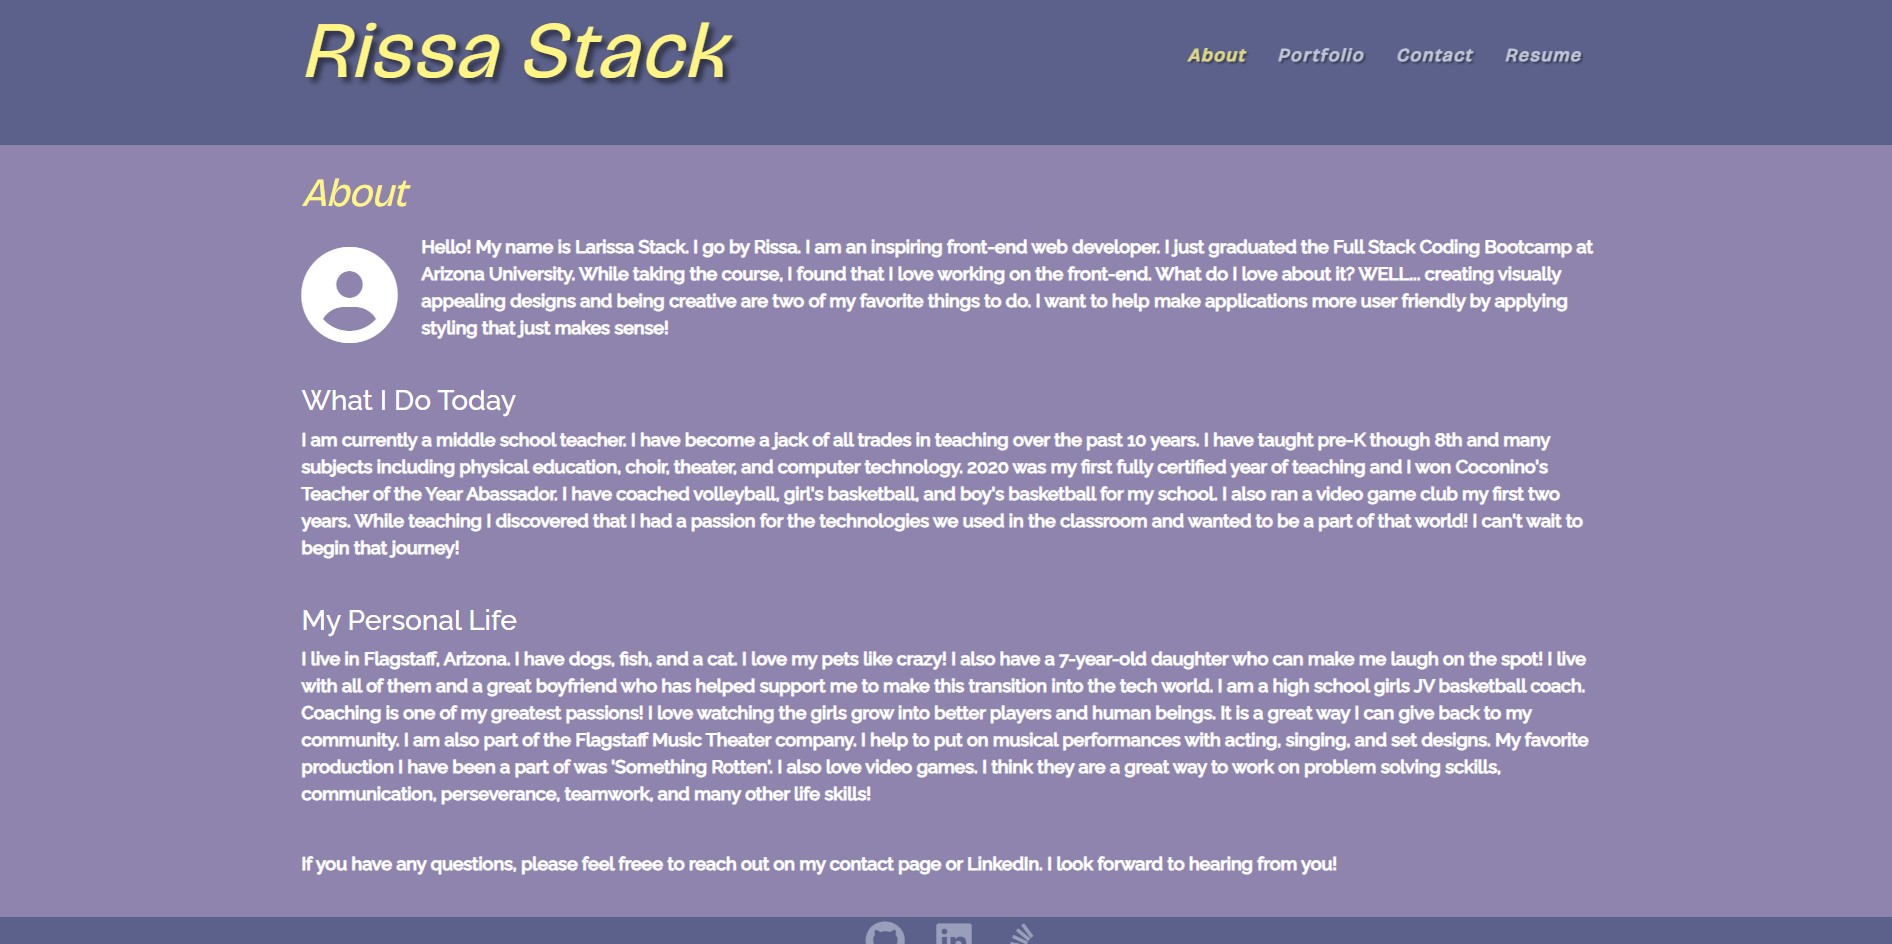 Rissa Stack
About Portfolio Contact Resume
About
Hello! My name is Larissa Stack. I go by Rissa. I am an inspiring front-end web developer. I just graduated the Full Stack Coding Bootcamp at
Arizona University. While taking the course, I found that I love working on the front-end. What do I love about it? WELL... creating visually
appealing designs and being creative are two of my favorite things to do. I want to help make applications more user friendly by applying
styling that just makes sense!
What I Do Today
I am currently a middle school teacher. I have become a jack of all trades in teaching over the past 10 years. I have taught pre-K though 8th and many
subjects including physical education, choir, theater, and computer technology. 2020 was my first fully certified year of teaching and I won Coconino's
Teacher of the Year Abassador. I have coached volleyball, girl's basketball, and boy's basketball for my school. I also ran a video game club my first two
years. While teaching I discovered that I had a passion for the technologies we used in the classroom and wanted to be a part of that world! I can't wait to
begin that journey!
My Personal Life
I live in Flagstaff, Arizona. I have dogs, fish, and a cat. I love my pets like crazy! I also have a 7-year-old daughter who can make me laugh on the spot! I live
with all of them and a great boyfriend who has helped support me to make this transition into the tech world. I am a high school girls JV basketball coach.
Coaching is one of my greatest passions! I love watching the girls grow into better players and human beings. It is a great way I can give back to my
community. I am also part of the Flagstaff Music Theater company. I help to put on musical performances with acting, singing, and set designs. My favorite
production I have been a part of was 'Something Rotten'. I also love video games. I think they are a great way to work on problem solving sckills,
communication, perseverance, teamwork, and many other life skills!
If you have any questions, please feel freee to reach out on my contact page or LinkedIn. I look forward to hearing from you!
in